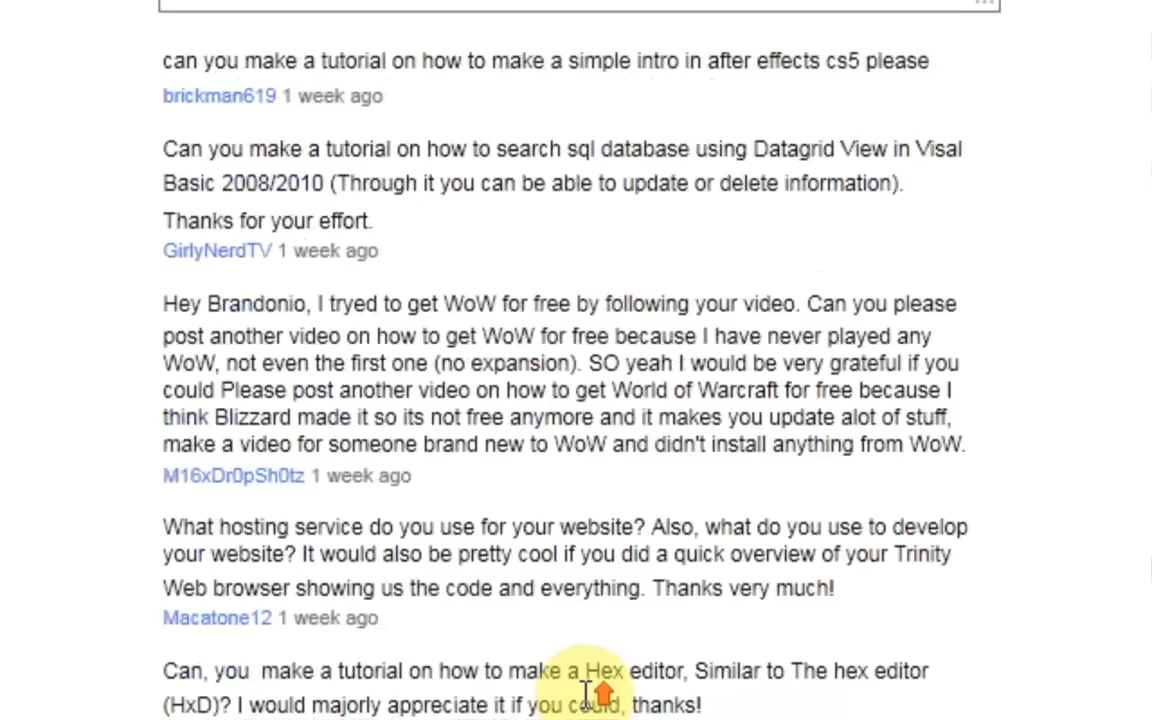 can you make a tutorial on how to make a simple intro in after effects cs5 please
brickman619 1 week ago
Can you make a tutorial on how to search sql database using Datagrid View in Visal
Basic 2008/2010 (Through it you can be able to update or delete information).
Thanks for your effort.
GirlyNerdTV 1 week ago
Hey Brandonio, I tryed to get WoW for free by following your video. Can you please
post another video on how to get WoW for free because I have never played any
WoW, not even the first one (no expansion). SO yeah I would be very grateful if you
could Please post another video on how to get World of Warcraft for free because I
think Blizzard made it so its not free anymore and it makes you update alot of stuff,
make a video for someone brand new to WoW and didn't install anything from WoW.
M16xDr0pSh0tz 1 week ago
What hosting service do you use for your website? Also, what do you use to develop
your website? It would also be pretty cool if you did a quick overview of your Trinity
Web browser showing us the code and everything. Thanks very much!
Macatone12 1 week ago
Can, you make a tutorial on how to make a Hex editor, Similar to The hex editor
(HxD)? I would majorly appreciate it if you could, thanks!